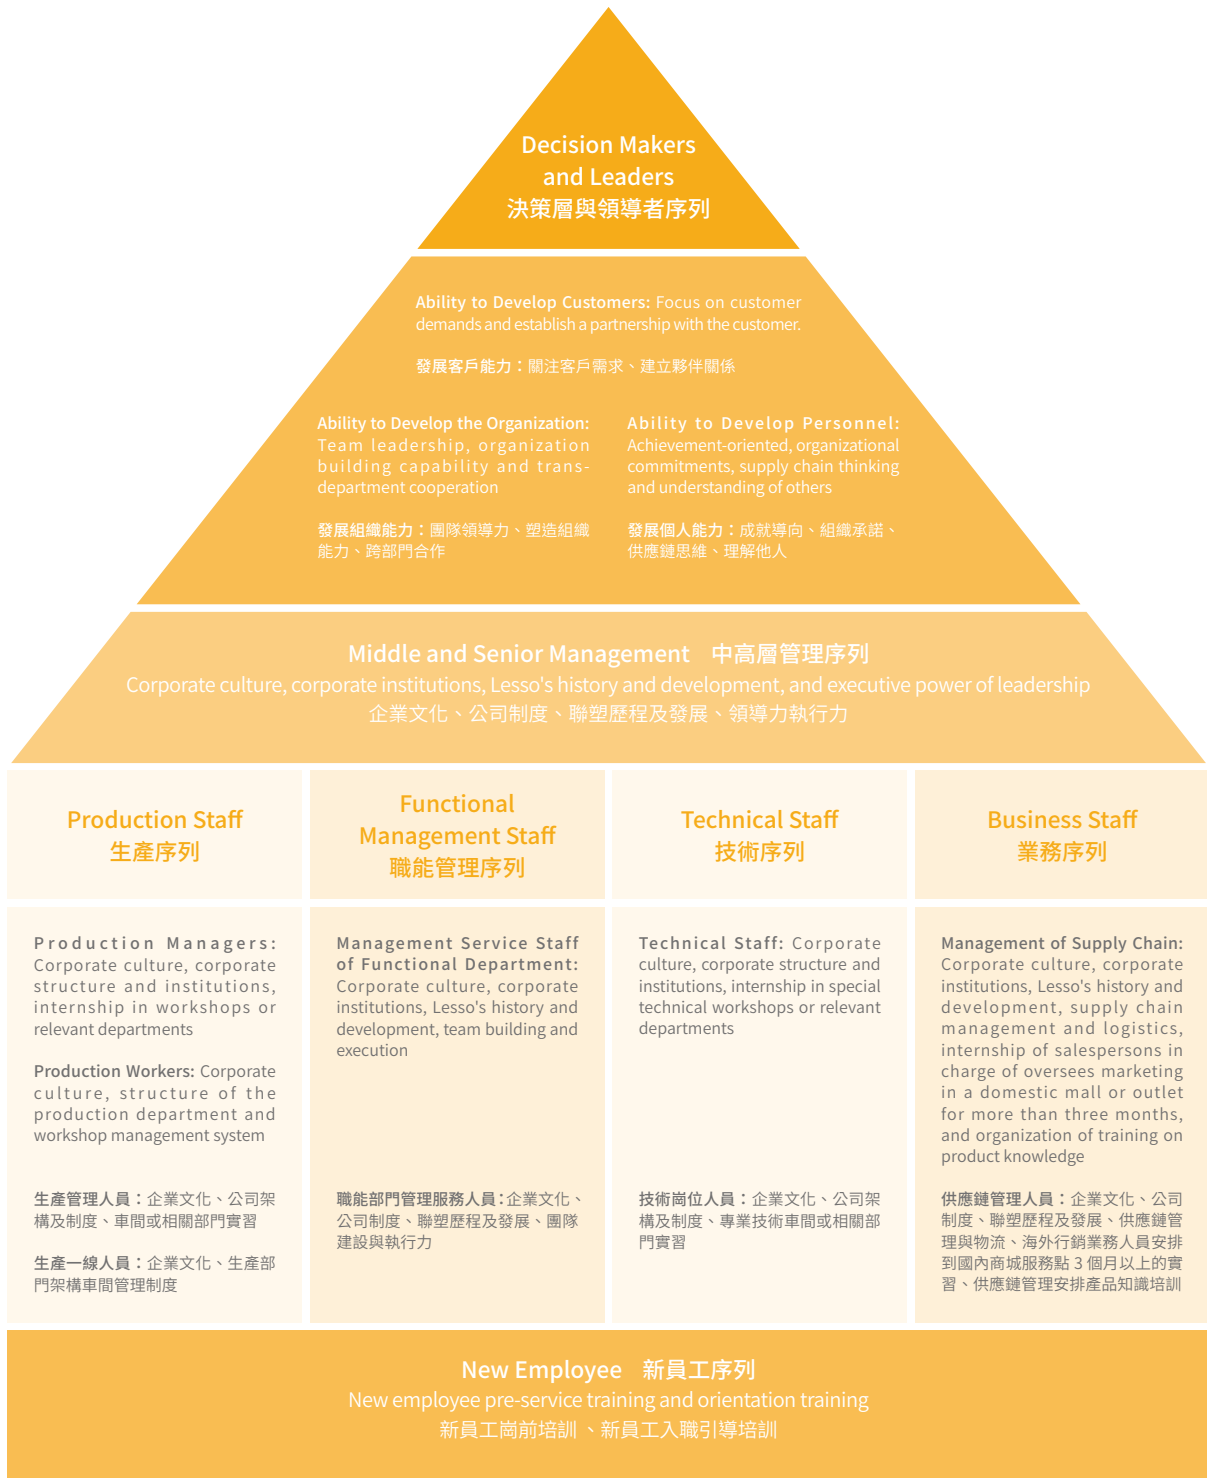 Decision Makers
and Leaders
決策層與領導者序列
Ability to Develop Customers: Focus on customer
demands and establish a partnership with the customer.
發展客戶能力：關注客戶需求、建立夥伴關係
Ability to Develop the Organization:
Team leadership, organization
building capability and trans-
department cooperation
發展組織能力：團隊領導力、塑造組織
能力、跨部門合作
Ability to Develop Personnel:
Achievement-oriented, organizational
commitments, supply chain thinking
and understanding of others
發展個人能力：成就導向、組織承諾、
供應鏈思維、理解他人
Middle and Senior Management 中高層管理序列
Corporate culture, corporate institutions, Lesso's history and development, and executive power of leadership
企業文化、公司制度、聯塑歷程及發展、領導力執行力
Production Staff
生產序列
Functional
Management Staff
職能管理序列
Technical Staff
技術序列
Business Staff
業務序列
Production Managers:
Corporate culture, corporate
structure and institutions,
internship in workshops or
relevant departments
Production Workers: Corporate
culture, structure of the
production department and
workshop management system
生產管理人員：企業文化、公司架
構及制度、車間或相關部門實習
生產一線人員：企業文化、生產部
門架構車間管理制度
Management Service Staff
of Functional Department:
Corporate culture, corporate
institutions, Lesso's history and
development, team building and
execution
職能部門管理服務人員：企業文化、
公司制度、聯塑歷程及發展、團隊
建設與執行力
Technical Staff: Corporate
culture, corporate structure and
institutions, internship in special
technical workshops or relevant
departments
技術崗位人員：企業文化、公司架
構及制度、專業技術車間或相關部
門實習
Management of Supply Chain:
Corporate culture, corporate
institutions, Lesso's history and
development, supply chain
management and logistics,
internship of salespersons in
charge of oversees marketing
in a domestic mall or outlet
for more than three months,
and organization of training on
product knowledge
供應鏈管理人員：企業文化、公司
制度、聯塑歷程及發展、供應鏈管
理與物流、海外行銷業務人員安排
到國內商城服務點 3 個月以上的實
習、供應鏈管理安排產品知識培訓
New Employee 新員工序列
New employee pre-service training and orientation training
新員工崗前培訓 、新員工入職引導培訓